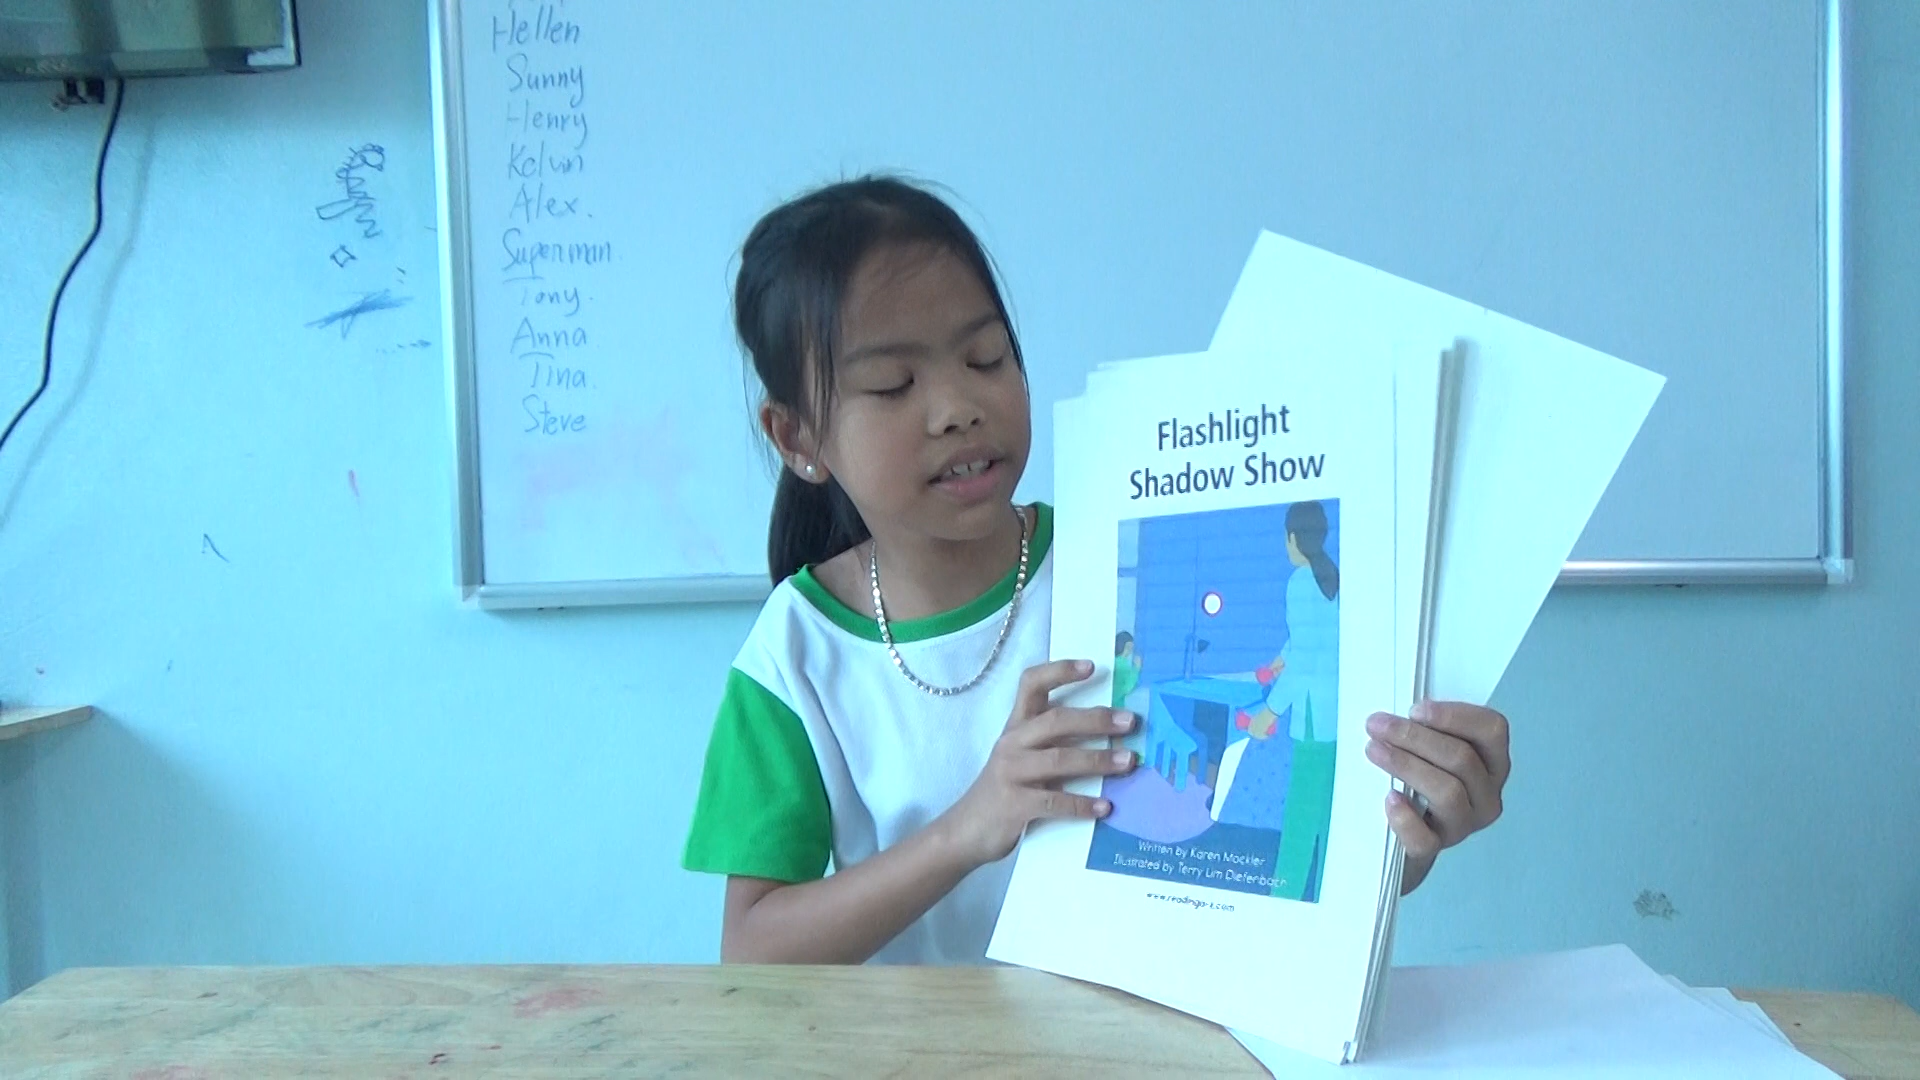 Hellen
Sunny
Henry
Kelvin
Alex.
Superman.
Tony.
Anna
Tina.
Steve
Flashlight
Shadow Show
Written by Karen Mockler
Illustrated by Terry Lim Diefenbach